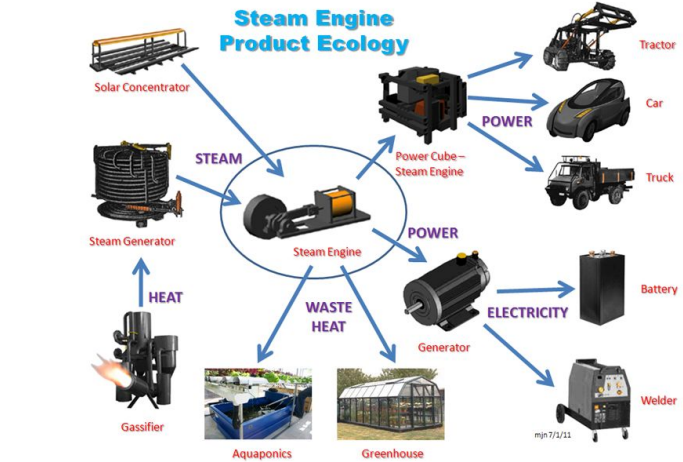 Steam Engine
Product Ecology
Solar Concentrator
Tractor
Car
POWER
STEAM
Power Cube –
Steam Engine
Truck
Steam Generator
Steam Engine
POWER
HEAT
WASTE
HEAT
Battery
ELECTRICITY
Generator
Welder
Gassifier
mjn 7/1/11
Aquaponics
Greenhouse